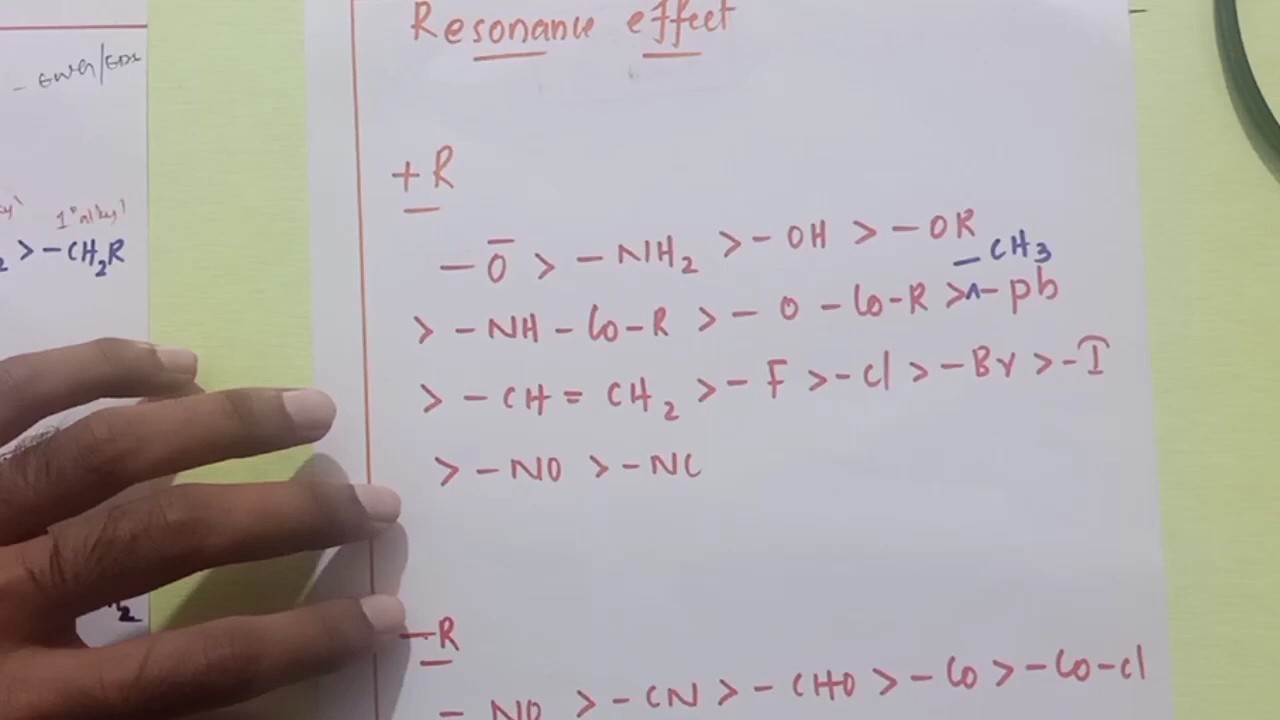 Resonance effect
- EWG/EDG
+R
1° alkyl
> -CH₂R
-O⁻ > -NH₂ > -OH > -OR
-CH₃
> -NH-Co-R > -O-Co-R > ^ -pb
> -CH=CH₂ > -F > -Cl > -Br > -I
> -NO > -NC
-R
-NO > -CN > -CHO > -Co > -Co-cl